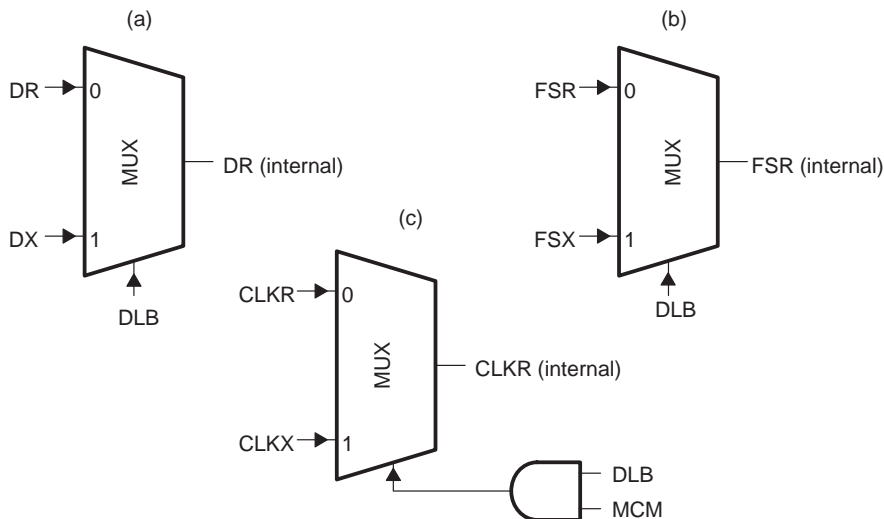 (a)
DR
0
MUX
DR (internal)
DX
1
DLB
(b)
FSR
0
MUX
FSR (internal)
FSX
1
DLB
(c)
CLKR
0
MUX
CLKR (internal)
CLKX
1
DLB
MCM